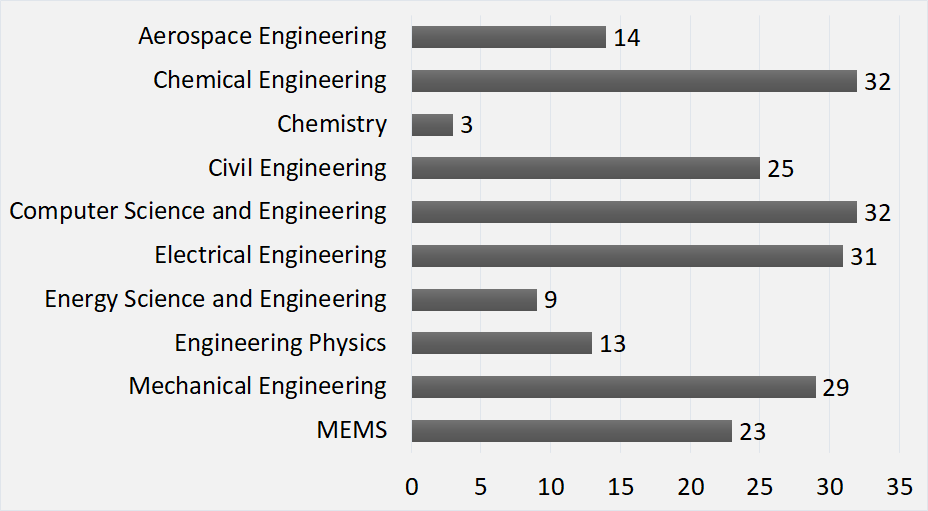 Aerospace Engineering 14
Chemical Engineering 32
Chemistry 3
Civil Engineering 25
Computer Science and Engineering 32
Electrical Engineering 31
Energy Science and Engineering 9
Engineering Physics 13
Mechanical Engineering 29
MEMS 23
0 5 10 15 20 25 30 35